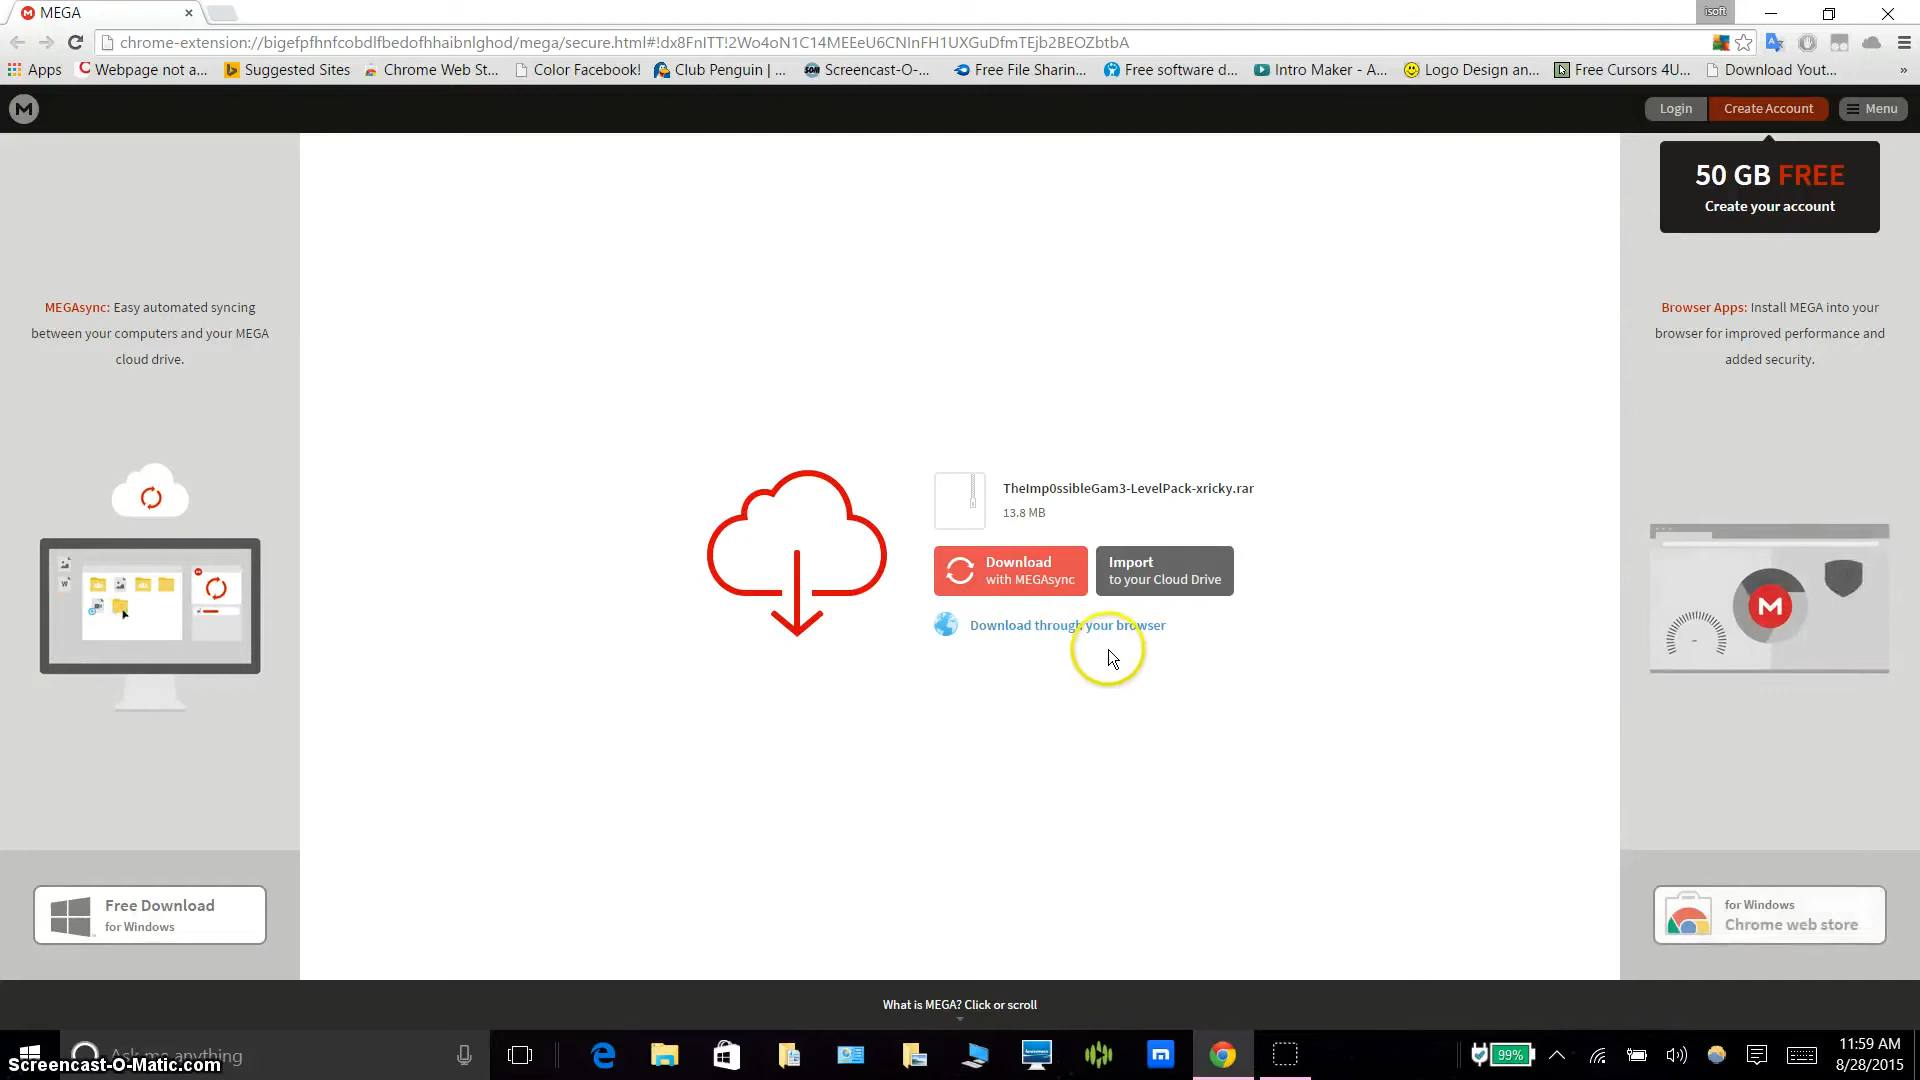 MEGA
isoft
chrome-extension://bigefpfhnfcobdlfbedofhhaibnlghod/mega/secure.html#!dx8FnITT!2Wo4oN1C14MEEeU6CNInFH1UXGuDfmTEjb2BEOZbtbA
Apps
Webpage not a...
Suggested Sites
Chrome Web St...
Color Facebook!
Club Penguin | ...
Screencast-O-...
Free File Sharin...
Free software d...
Intro Maker - A...
Logo Design an...
Free Cursors 4U...
Download Yout...
»
M
Login
Create Account
Menu
50 GB FREE
Create your account
MEGAsync: Easy automated syncing
between your computers and your MEGA
cloud drive.
Browser Apps: Install MEGA into your
browser for improved performance and
added security.
TheImp0ssibleGam3-LevelPack-xricky.rar
13.8 MB
Download
with MEGAsync
Import
to your Cloud Drive
Download through your browser
W
M
Free Download
for Windows
for Windows
Chrome web store
What is MEGA? Click or scroll
Ask me anything
Screencast-O-Matic.com
99%
11:59 AM
8/28/2015